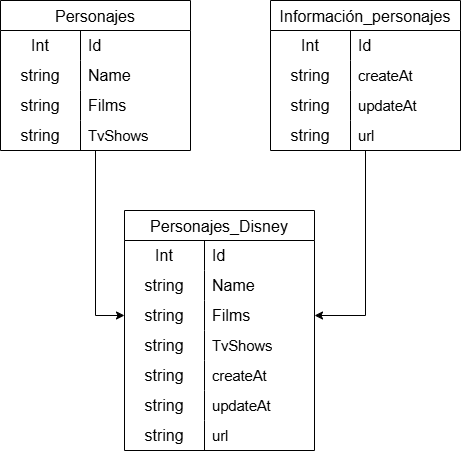 Personajes
Int Id
string Name
string Films
string TvShows
Información_personajes
Int Id
string createAt
string updateAt
string url
Personajes_Disney
Int Id
string Name
string Films
string TvShows
string createAt
string updateAt
string url